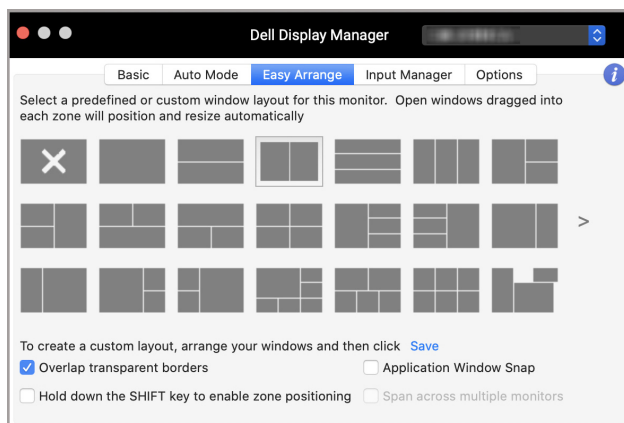 Dell Display Manager
Basic
Auto Mode
Easy Arrange
Input Manager
Options
i
Select a predefined or custom window layout for this monitor. Open windows dragged into
each zone will position and resize automatically
>
To create a custom layout, arrange your windows and then click Save
Overlap transparent borders
Application Window Snap
Hold down the SHIFT key to enable zone positioning
Span across multiple monitors